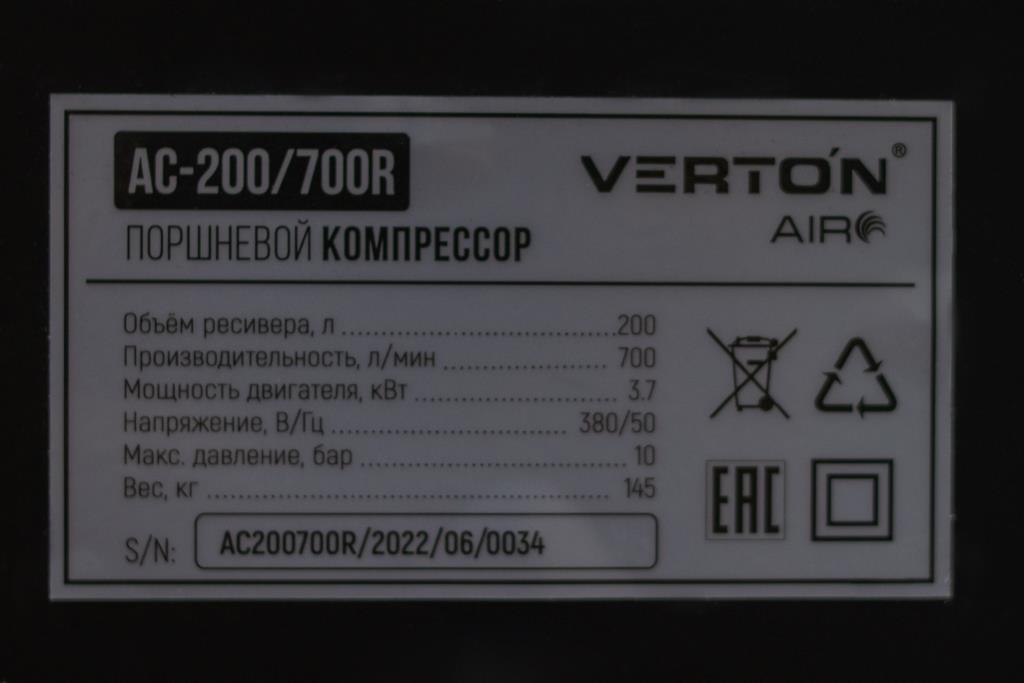 AC-200/700R
VERTON®
AIR
ПОРШНЕВОЙ КОМПРЕССОР
Объём ресивера, л ........................................ 200
Производительность, л/мин ........................ 700
Мощность двигателя, кВт .............................. 3.7
Напряжение, В/Гц .................................. 380/50
Макс. давление, бар ...................................... 10
Вес, кг ........................................................ 145
S/N: AC200700R/2022/06/0034
EAC